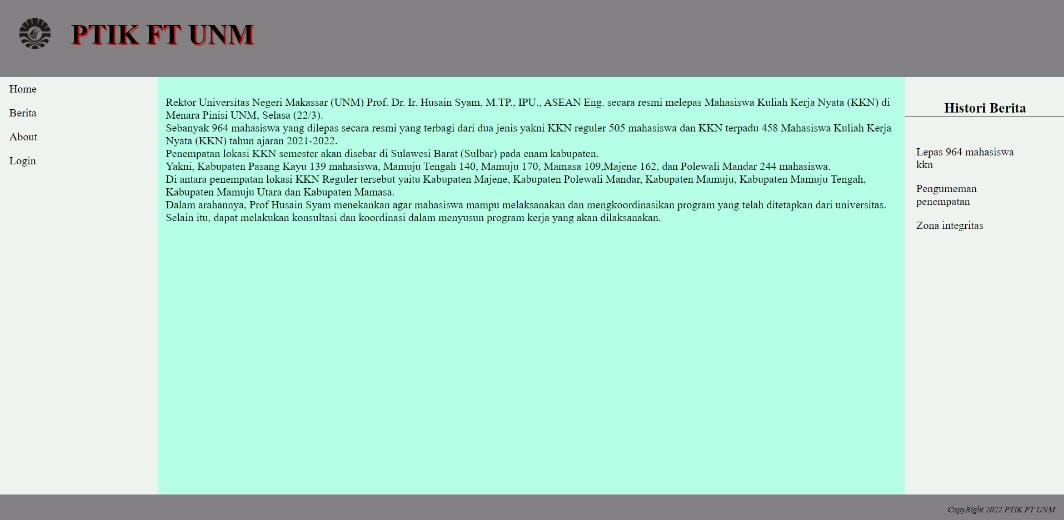 PTIK FT UNM
Home
Berita
About
Login
Rektor Universitas Negeri Makassar (UNM) Prof. Dr. Ir. Husain Syam, M.TP., IPU., ASEAN Eng. secara resmi melepas Mahasiswa Kuliah Kerja Nyata (KKN) di
Menara Pinisi UNM, Selasa (22/3).
Sebanyak 964 mahasiswa yang dilepas secara resmi yang terbagi dari dua jenis yakni KKN reguler 505 mahasiswa dan KKN terpadu 458 Mahasiswa Kuliah Kerja
Nyata (KKN) tahun ajaran 2021-2022.
Penempatan lokasi KKN semester akan disebar di Sulawesi Barat (Sulbar) pada enam kabupaten.
Yakni, Kabupaten Pasang Kayu 139 mahasiswa, Mamuju Tengah 140, Mamuju 170, Mamasa 109,Majene 162, dan Polewali Mandar 244 mahasiswa.
Di antara penempatan lokasi KKN Reguler tersebut yaitu Kabupaten Majene, Kabupaten Polewali Mandar, Kabupaten Mamuju, Kabupaten Mamuju Tengah,
Kabupaten Mamuju Utara dan Kabupaten Mamasa.
Dalam arahannya, Prof Husain Syam menekankan agar mahasiswa mampu melaksanakan dan mengkoordinasikan program yang telah ditetapkan dari universitas.
Selain itu, dapat melakukan konsultasi dan koordinasi dalam menyusun program kerja yang akan dilaksanakan.
Histori Berita
Lepas 964 mahasiswa
kkn
Pengumeman
penempatan
Zona integritas
CopyRight 2022 PTIK FT UNM